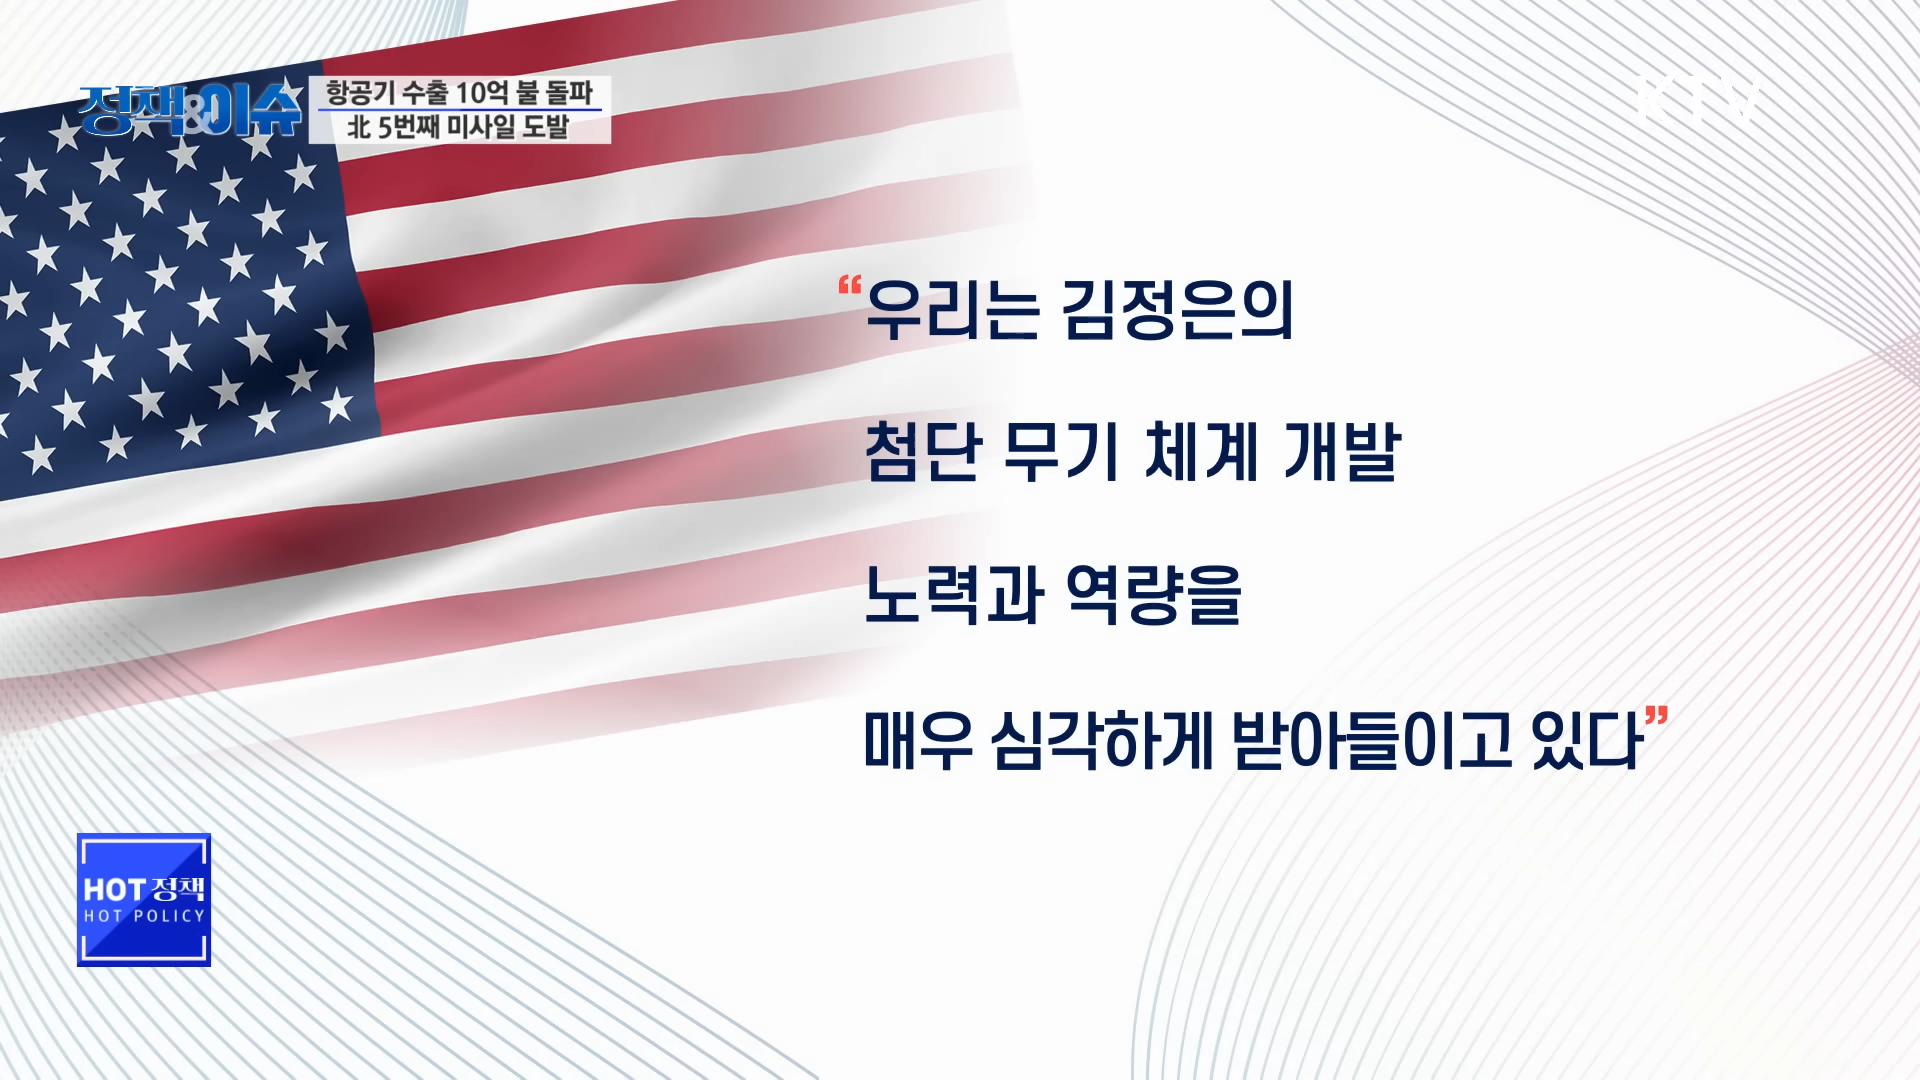 정책&이슈
항공기 수출 10억 불 돌파
北 5번째 미사일 도발
KTV
“우리는 김정은의
첨단 무기 체계 개발
노력과 역량을
매우 심각하게 받아들이고 있다”
HOT 정책
HOT POLICY